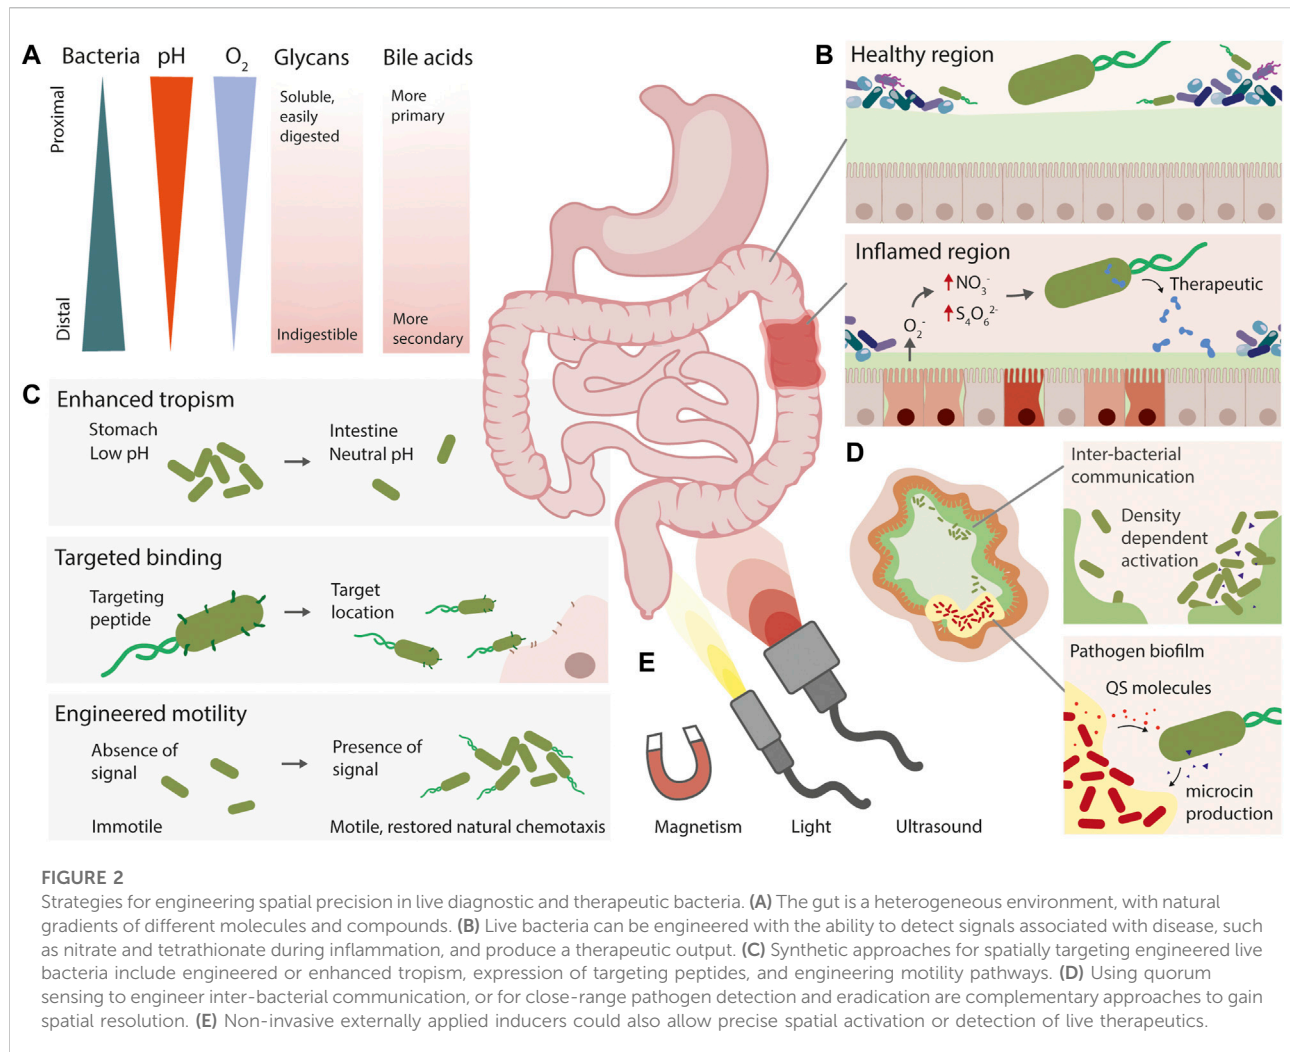 A
Bacteria
pH
O2
Glycans
Bile acids
Proximal
Distal
Soluble,
easily
digested
Indigestible
More
primary
More
secondary
B
Healthy region
Inflamed region
O2-
NO3-
S4O62-
Therapeutic
C
Enhanced tropism
Stomach
Low pH
Intestine
Neutral pH
Targeted binding
Targeting
peptide
Target
location
Engineered motility
Absence of
signal
Immotile
Presence of
signal
Motile, restored natural chemotaxis
D
Inter-bacterial
communication
Density
dependent
activation
Pathogen biofilm
QS molecules
microcin
production
E
Magnetism
Light
Ultrasound
FIGURE 2
Strategies for engineering spatial precision in live diagnostic and therapeutic bacteria. (A) The gut is a heterogeneous environment, with natural
gradients of different molecules and compounds. (B) Live bacteria can be engineered with the ability to detect signals associated with disease, such
as nitrate and tetrathionate during inflammation, and produce a therapeutic output. (C) Synthetic approaches for spatially targeting engineered live
bacteria include engineered or enhanced tropism, expression of targeting peptides, and engineering motility pathways. (D) Using quorum
sensing to engineer inter-bacterial communication, or for close-range pathogen detection and eradication are complementary approaches to gain
spatial resolution. (E) Non-invasive externally applied inducers could also allow precise spatial activation or detection of live therapeutics.